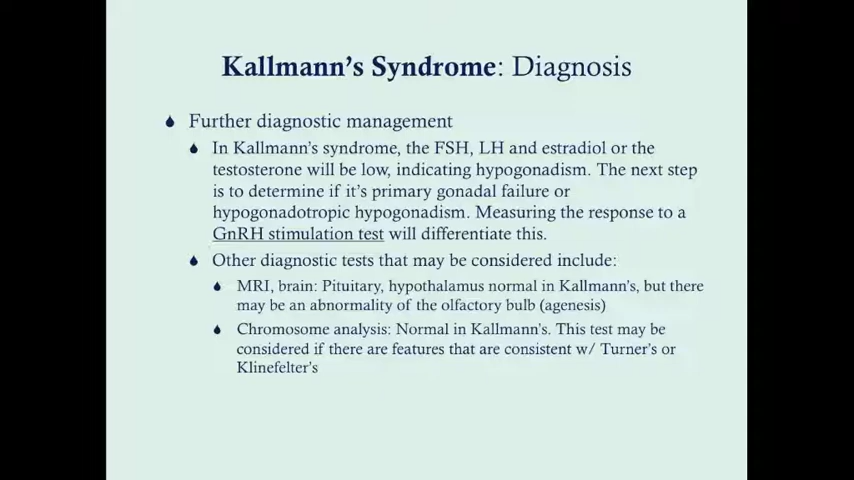 Kallmann's Syndrome: Diagnosis
Further diagnostic management
In Kallmann's syndrome, the FSH, LH and estradiol or the
testosterone will be low, indicating hypogonadism. The next step
is to determine if it's primary gonadal failure or
hypogonadotropic hypogonadism. Measuring the response to a
GnRH stimulation test will differentiate this.
Other diagnostic tests that may be considered include:
MRI, brain: Pituitary, hypothalamus normal in Kallmann's, but there
may be an abnormality of the olfactory bulb (agenesis)
Chromosome analysis: Normal in Kallmann's. This test may be
considered if there are features that are consistent w/ Turner's or
Klinefelter's